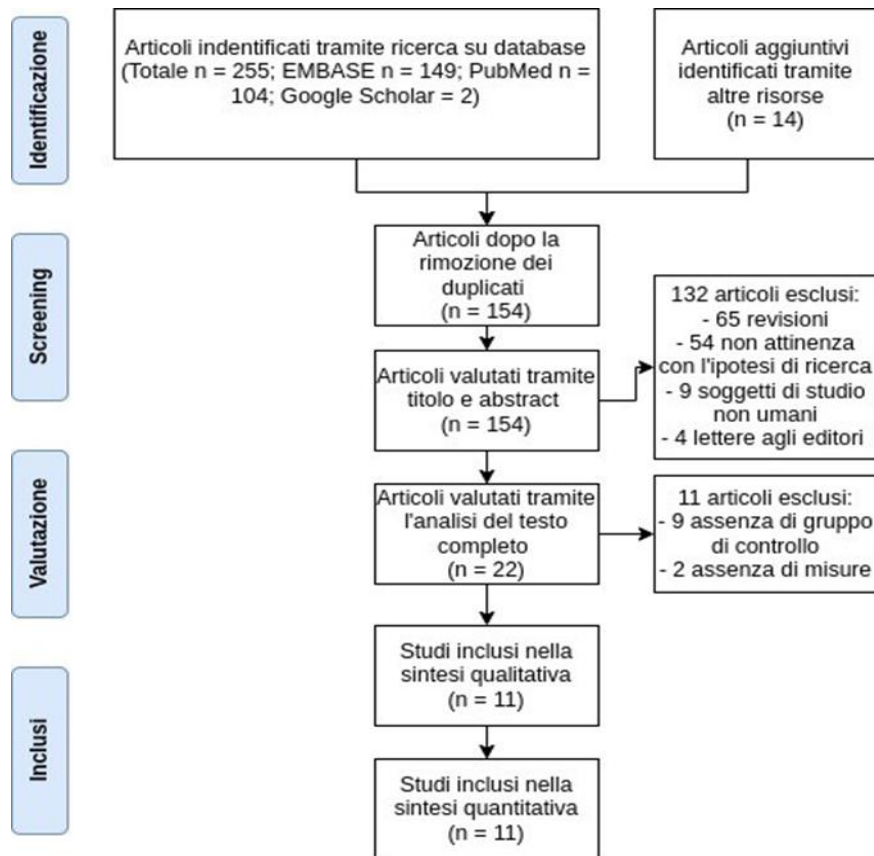 Identificazione
Articoli indentificati tramite ricerca su database
(Totale n = 255; EMBASE n = 149; PubMed n =
104; Google Scholar = 2)
Articoli aggiuntivi
identificati tramite
altre risorse
(n = 14)
Screening
Articoli dopo la
rimozione dei
duplicati
(n = 154)
Articoli valutati tramite
titolo e abstract
(n = 154)
132 articoli esclusi:
- 65 revisioni
- 54 non attinenza
con l'ipotesi di ricerca
- 9 soggetti di studio
non umani
- 4 lettere agli editori
Valutazione
Articoli valutati tramite
l'analisi del testo
completo
(n = 22)
11 articoli esclusi:
- 9 assenza di gruppo
di controllo
- 2 assenza di misure
Inclusi
Studi inclusi nella
sintesi qualitativa
(n = 11)
Studi inclusi nella
sintesi quantitativa
(n = 11)